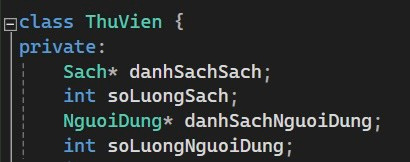 class ThuVien {
private:
Sach* danhSachSach;
int soLuongSach;
NguoiDung* danhSachNguoiDung;
int soLuongNguoiDung;